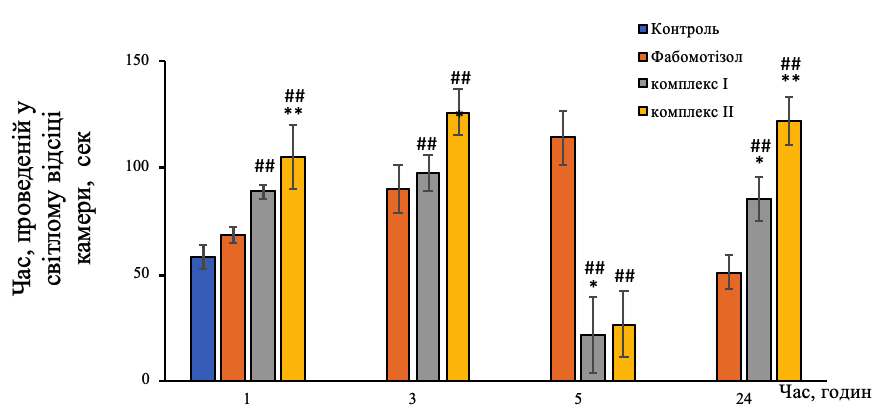 Контроль
Фабомотізол
комплекс I
комплекс II
Час, проведеній у
світлому відсіці
камери, сек
150
100
50
0
##
**
##
##
*
##
##
*
##
##
**
##
*
1
3
5
24
Час, годин